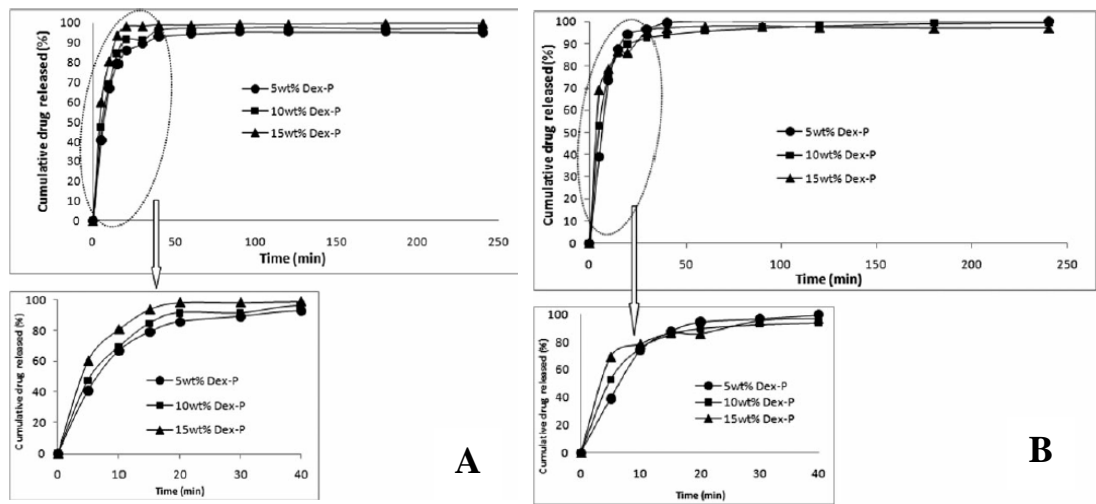 Cumulative drug released (%)
100
90
80
70
60
50
40
30
20
10
0
5wt% Dex-P
10wt% Dex-P
15wt% Dex-P
0 50 100 150 200 250
Time (min)
Cumulative drug released (%)
100
80
60
40
20
0
5wt% Dex-P
10wt% Dex-P
15wt% Dex-P
0 10 20 30 40
Time (min)
A
Cumulative drug released (%)
100
90
80
70
60
50
40
30
20
10
0
5wt% Dex-P
10wt% Dex-P
15wt% Dex-P
0 50 100 150 200 250
Time (min)
Cumulative drug released (%)
100
80
60
40
20
0
5wt% Dex-P
10wt% Dex-P
15wt% Dex-P
0 10 20 30 40
Time (min)
B